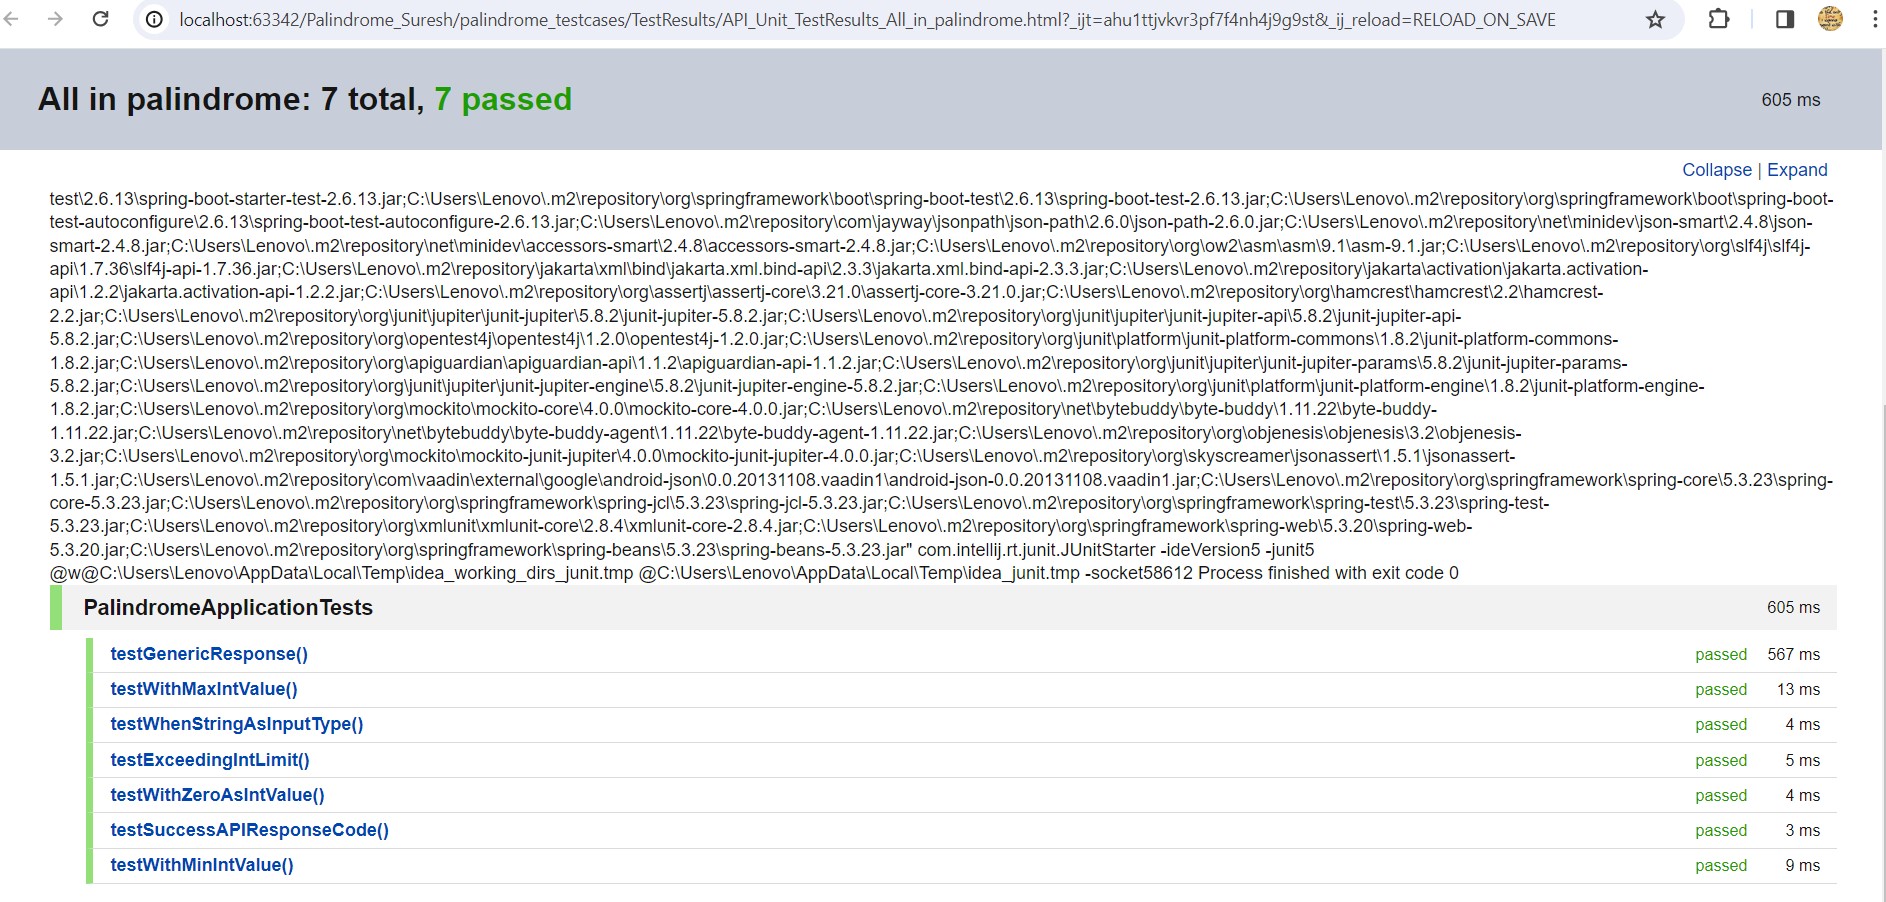 localhost:63342/Palindrome_Suresh/palindrome_testcases/TestResults/API_Unit_TestResults_All_in_palindrome.html?_ijt=ahu1ttjvkvr3pf7f4nh4j9g9st&_ij_reload=RELOAD_ON_SAVE
All in palindrome: 7 total, 7 passed 605 ms
Collapse | Expand
test\2.6.13\spring-boot-starter-test-2.6.13.jar;C:\Users\Lenovo\.m2\repository\org\springframework\boot\spring-boot-test\2.6.13\spring-boot-test-2.6.13.jar;C:\Users\Lenovo\.m2\repository\org\springframework\boot\spring-boot-
test-autoconfigure\2.6.13\spring-boot-test-autoconfigure-2.6.13.jar;C:\Users\Lenovo\.m2\repository\com\jayway\jsonpath\json-path\2.6.0\json-path-2.6.0.jar;C:\Users\Lenovo\.m2\repository\net\minidev\json-smart\2.4.8\json-
smart-2.4.8.jar;C:\Users\Lenovo\.m2\repository\net\minidev\accessors-smart\2.4.8\accessors-smart-2.4.8.jar;C:\Users\Lenovo\.m2\repository\org\ow2\asm\asm\9.1\asm-9.1.jar;C:\Users\Lenovo\.m2\repository\org\slf4j\slf4j-
api\1.7.36\slf4j-api-1.7.36.jar;C:\Users\Lenovo\.m2\repository\jakarta\xml\bind\jakarta.xml.bind-api\2.3.3\jakarta.xml.bind-api-2.3.3.jar;C:\Users\Lenovo\.m2\repository\jakarta\activation\jakarta.activation-
api\1.2.2\jakarta.activation-api-1.2.2.jar;C:\Users\Lenovo\.m2\repository\org\assertj\assertj-core\3.21.0\assertj-core-3.21.0.jar;C:\Users\Lenovo\.m2\repository\org\hamcrest\hamcrest\2.2\hamcrest-
2.2.jar;C:\Users\Lenovo\.m2\repository\org\junit\jupiter\junit-jupiter\5.8.2\junit-jupiter-5.8.2.jar;C:\Users\Lenovo\.m2\repository\org\junit\jupiter\junit-jupiter-api\5.8.2\junit-jupiter-api-
5.8.2.jar;C:\Users\Lenovo\.m2\repository\org\opentest4j\opentest4j\1.2.0\opentest4j-1.2.0.jar;C:\Users\Lenovo\.m2\repository\org\junit\platform\junit-platform-commons\1.8.2\junit-platform-commons-
1.8.2.jar;C:\Users\Lenovo\.m2\repository\org\apiguardian\apiguardian-api\1.1.2\apiguardian-api-1.1.2.jar;C:\Users\Lenovo\.m2\repository\org\junit\jupiter\junit-jupiter-params\5.8.2\junit-jupiter-params-
5.8.2.jar;C:\Users\Lenovo\.m2\repository\org\junit\jupiter\junit-jupiter-engine\5.8.2\junit-jupiter-engine-5.8.2.jar;C:\Users\Lenovo\.m2\repository\org\junit\platform\junit-platform-engine\1.8.2\junit-platform-engine-
1.8.2.jar;C:\Users\Lenovo\.m2\repository\org\mockito\mockito-core\4.0.0\mockito-core-4.0.0.jar;C:\Users\Lenovo\.m2\repository\net\bytebuddy\byte-buddy\1.11.22\byte-buddy-
1.11.22.jar;C:\Users\Lenovo\.m2\repository\net\bytebuddy\byte-buddy-agent\1.11.22\byte-buddy-agent-1.11.22.jar;C:\Users\Lenovo\.m2\repository\org\objenesis\objenesis\3.2\objenesis-
3.2.jar;C:\Users\Lenovo\.m2\repository\org\mockito\mockito-junit-jupiter\4.0.0\mockito-junit-jupiter-4.0.0.jar;C:\Users\Lenovo\.m2\repository\org\skyscreamer\jsonassert\1.5.1\jsonassert-
1.5.1.jar;C:\Users\Lenovo\.m2\repository\com\vaadin\external\google\android-json\0.0.20131108.vaadin1\android-json-0.0.20131108.vaadin1.jar;C:\Users\Lenovo\.m2\repository\org\springframework\spring-core\5.3.23\spring-
core-5.3.23.jar;C:\Users\Lenovo\.m2\repository\org\springframework\spring-jcl\5.3.23\spring-jcl-5.3.23.jar;C:\Users\Lenovo\.m2\repository\org\springframework\spring-test\5.3.23\spring-test-
5.3.23.jar;C:\Users\Lenovo\.m2\repository\org\xmlunit\xmlunit-core\2.8.4\xmlunit-core-2.8.4.jar;C:\Users\Lenovo\.m2\repository\org\springframework\spring-web\5.3.20\spring-web-
5.3.20.jar;C:\Users\Lenovo\.m2\repository\org\springframework\spring-beans\5.3.23\spring-beans-5.3.23.jar" com.intellij.rt.junit.JUnitStarter -ideVersion5 -junit5
@w@C:\Users\Lenovo\AppData\Local\Temp\idea_working_dirs_junit.tmp @C:\Users\Lenovo\AppData\Local\Temp\idea_junit.tmp -socket58612 Process finished with exit code 0
PalindromeApplicationTests 605 ms
testGenericResponse() passed 567 ms
testWithMaxIntValue() passed 13 ms
testWhenStringAsInputType() passed 4 ms
testExceedingIntLimit() passed 5 ms
testWithZeroAsIntValue() passed 4 ms
testSuccessAPIResponseCode() passed 3 ms
testWithMinIntValue() passed 9 ms